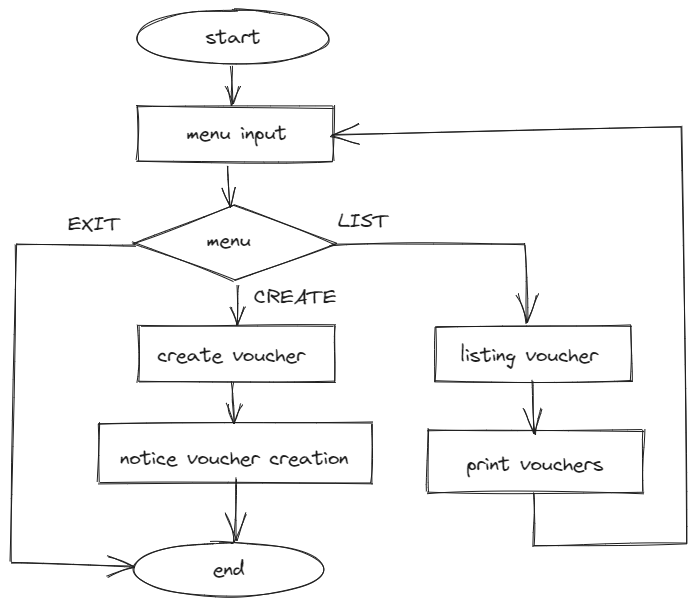 start
menu input
EXIT
LIST
menu
CREATE
create voucher
listing voucher
notice voucher creation
print vouchers
end